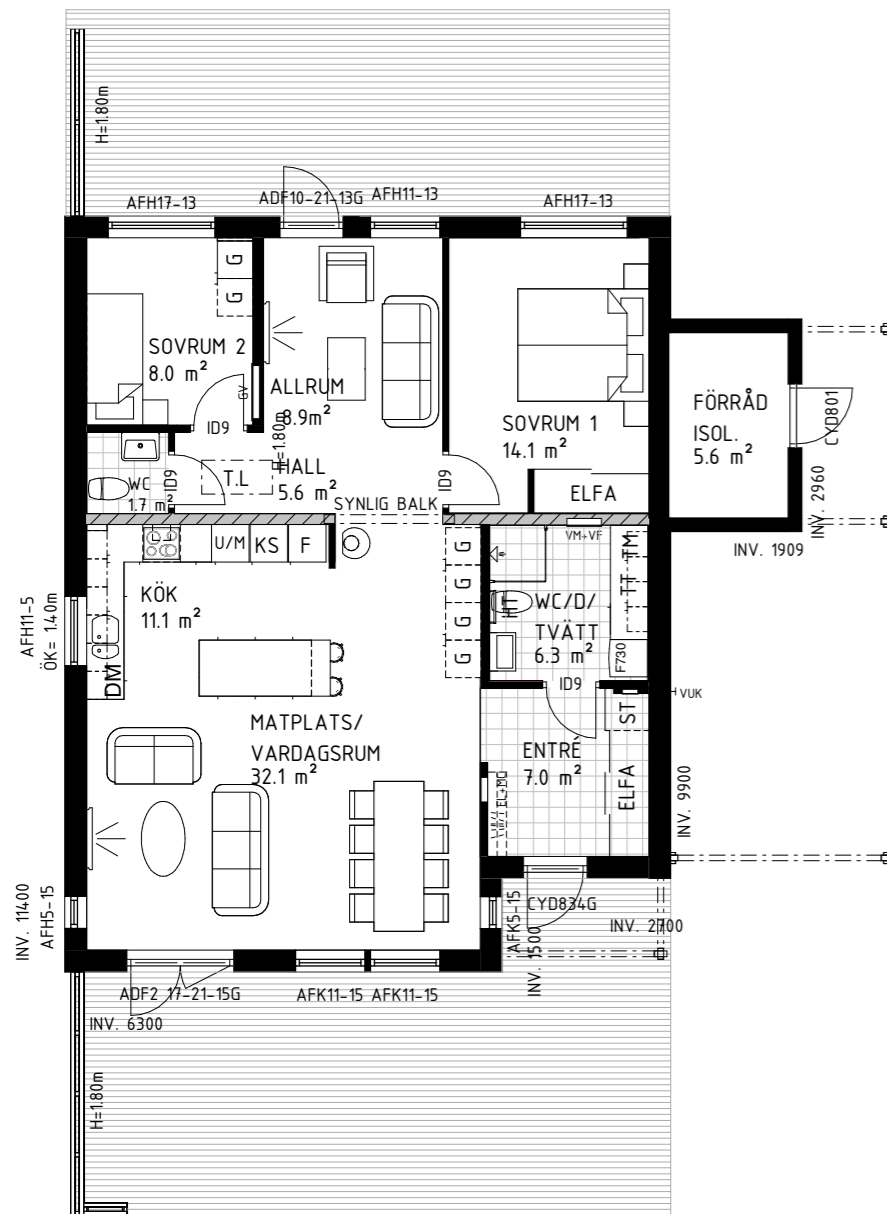 H=1.80m
AFH17-13
ADF10-21-13G
AFH11-13
AFH17-13
G
G
SOVRUM 2
8.0 m²
GV
ALLRUM
8.9m²
H=1.80m
ID9
ID9
HALL
5.6 m²
T.L
WC
1.7 m²
SYNLIG BALK
SOVRUM 1
14.1 m²
ID9
ELFA
FÖRRÅD
ISOL.
5.6 m²
CYD801
INV. 2960
INV. 1909
VM+VF
U/M
KS
F
KÖK
11.1 m²
DM
AFH11-5
ÖK= 1.40m
G
G
G
G
HT
WC/D/
TVÄTT
6.3 m²
TM
TT
F730
ID9
VUK
ST
ENTRÉ
7.0 m²
ELFA
EL+MC
MATPLATS/
VARDAGSRUM
32.1 m²
INV. 9900
INV. 11400
AFH5-15
AFK5-15
CYD834G
INV. 1500
INV. 2700
ADF2 17-21-15G
AFK11-15
AFK11-15
INV. 6300
H=1.80m